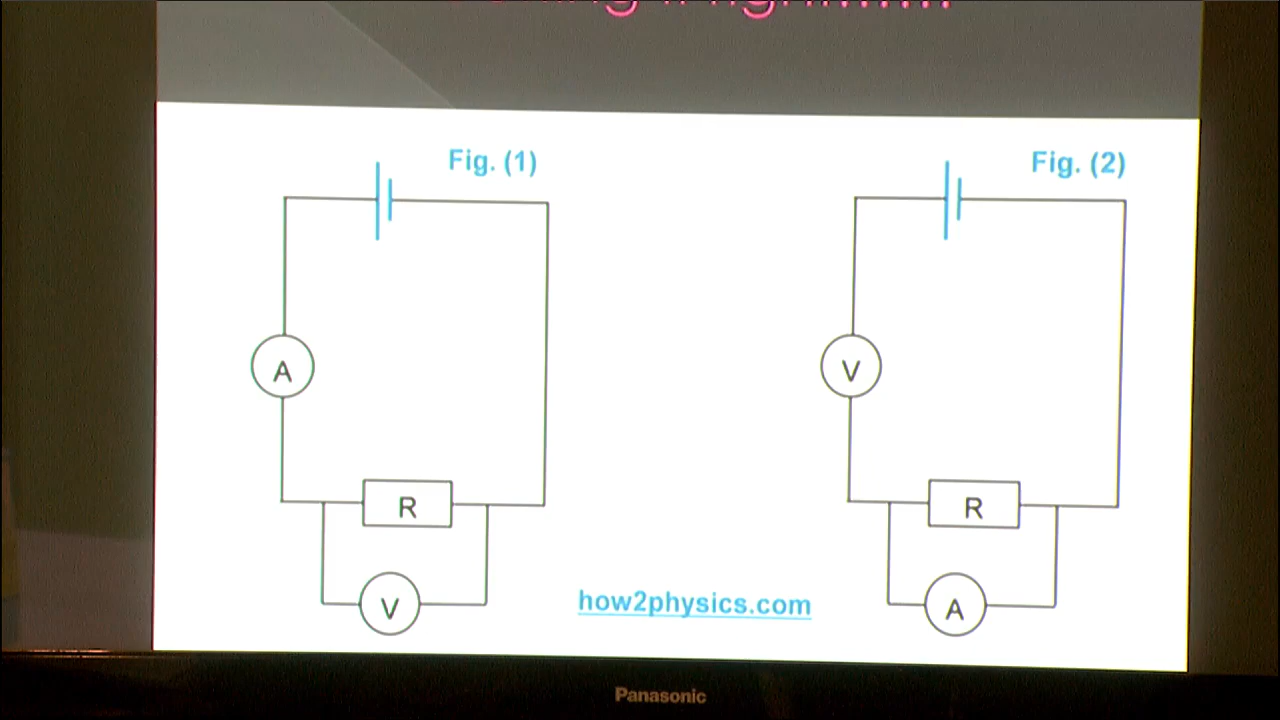 Fig. (1)
Fig. (2)
A
V
R
R
V
A
how2physics.com
Panasonic